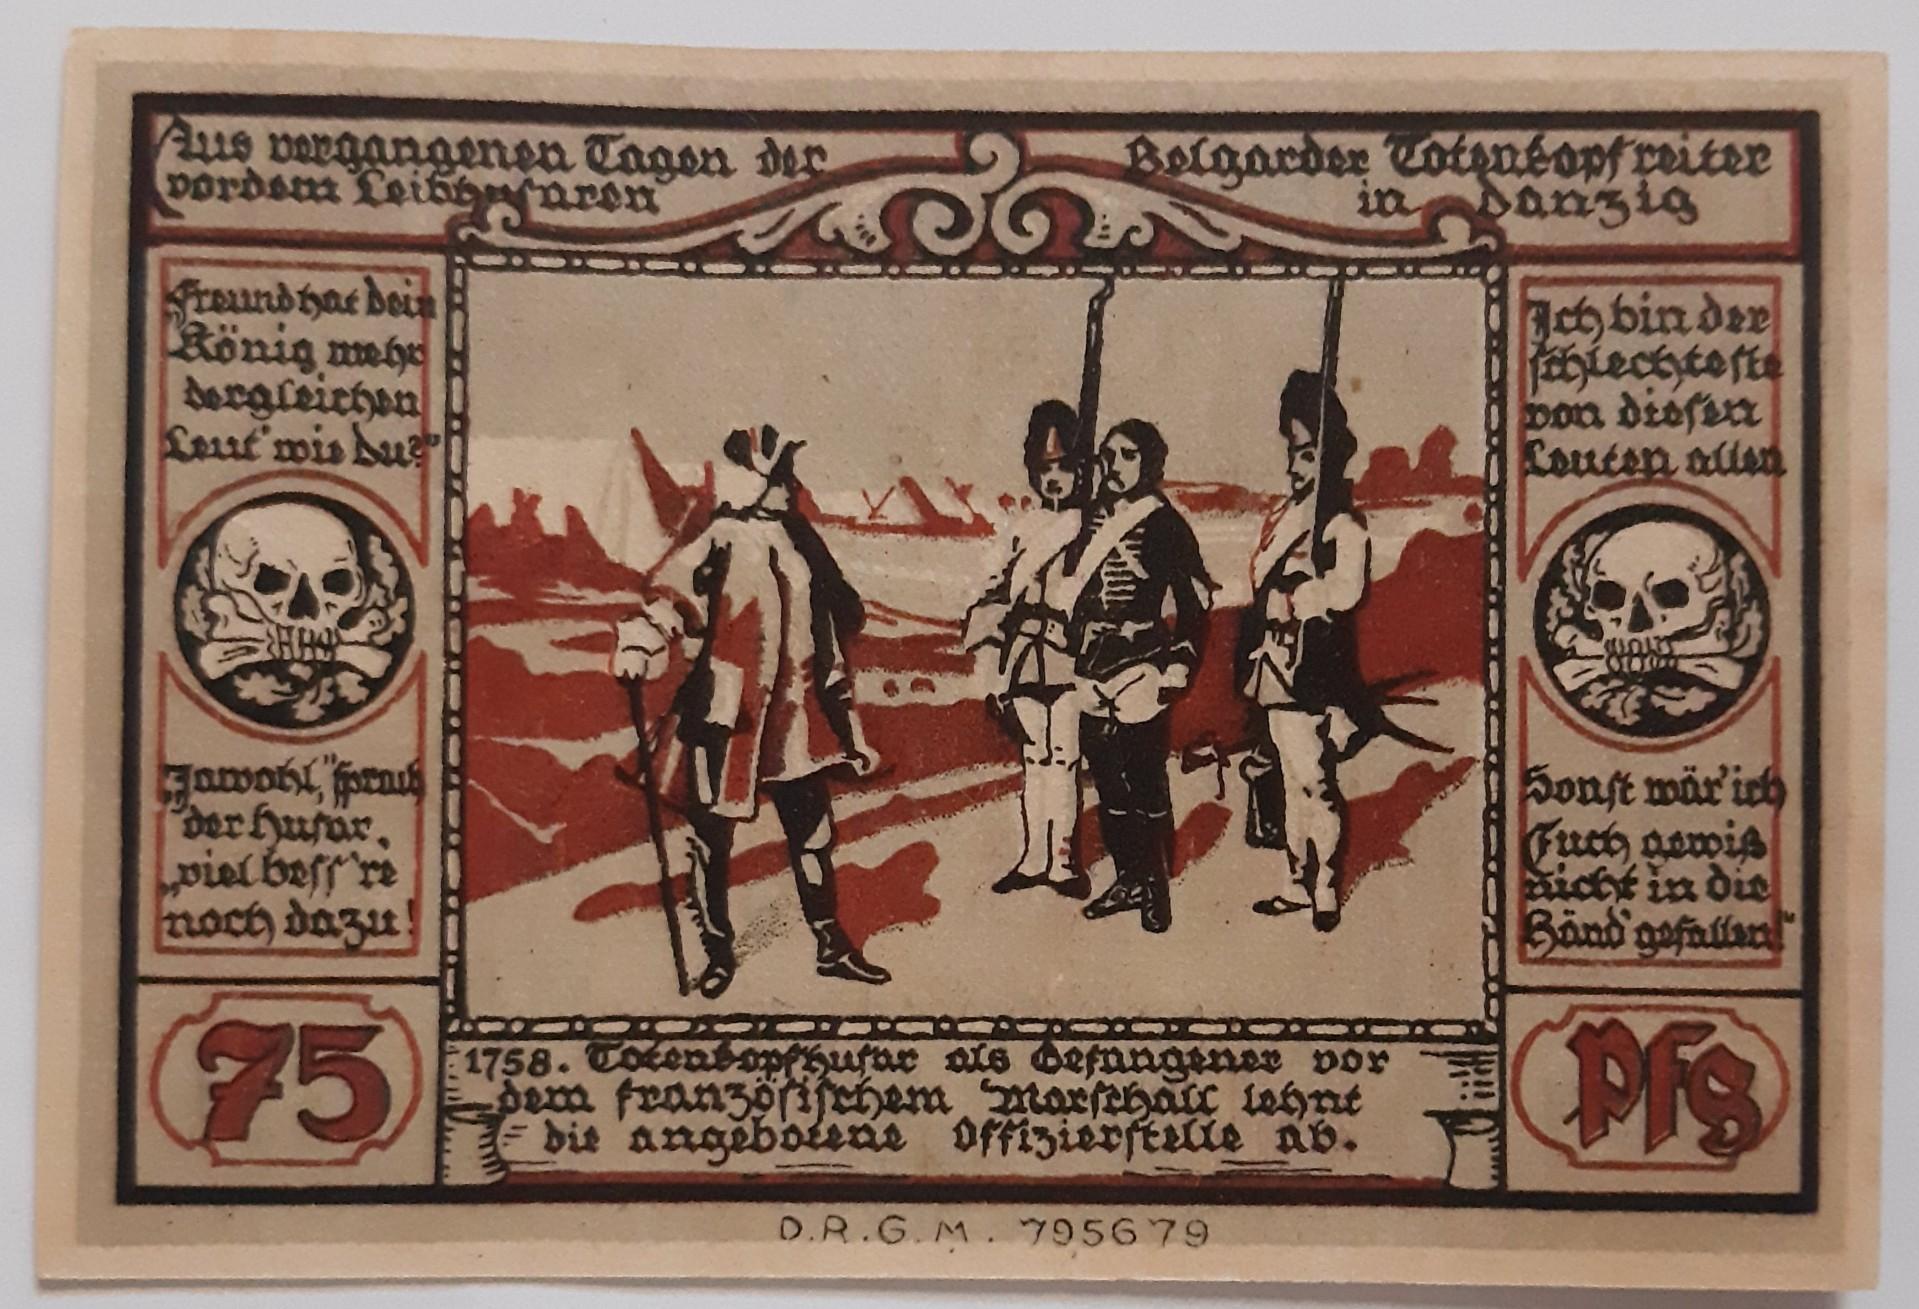 Aus vergangenen Tagen der
vordem Leibhusaren
Belgarder Totenkopfreiter
in Danzig
„Freund hat dein
König mehr
dergleichen
Leut' wie du?"
„Jawohl," sprach
der Husar,
„viel bess're
noch dazu!
Ich bin der
schlechteste
von diesen
Leuten allen
Sonst wär' ich
Euch gewiß
nicht in die
Händ' gefallen!"
75
Pfg
1758. Totenkopfhusar als Gefangener vor
dem französischem Marschall lehnt
die angebotene Offizierstelle ab.
D.R.G.M. 795679